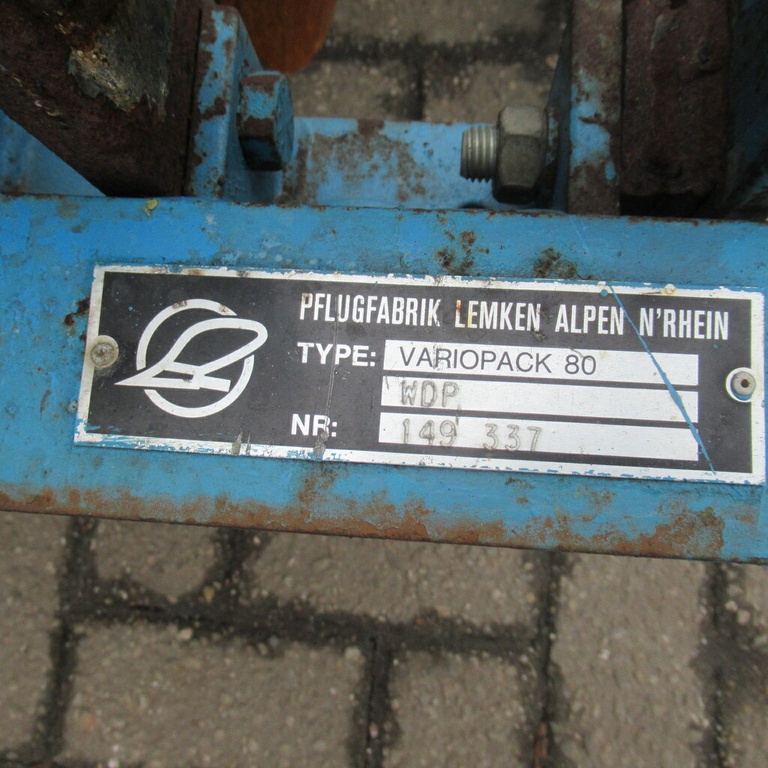 PFLUGFABRIK LEMKEN ALPEN N'RHEIN
TYPE: VARIOPACK 80
WDP
NR: 149 337